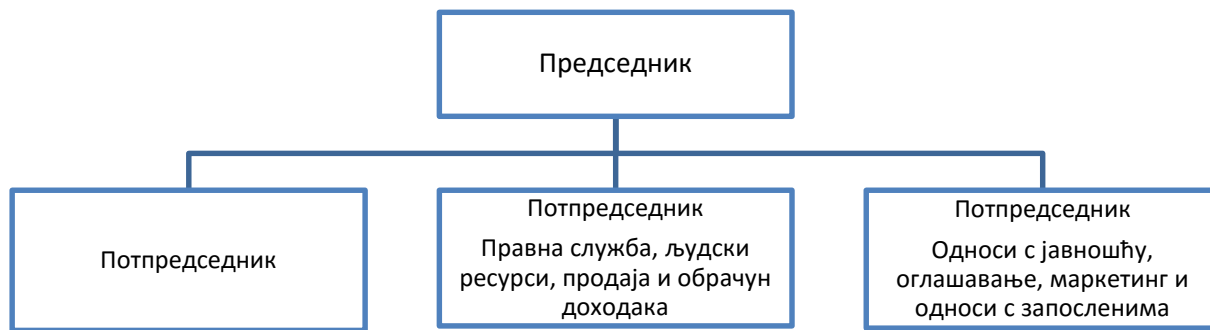 Председник
Потпредседник
Потпредседник
Правна служба, људски
ресурси, продаја и обрачун
доходака
Потпредседник
Односи с јавношћу,
оглашавање, маркетинг и
односи с запосленима